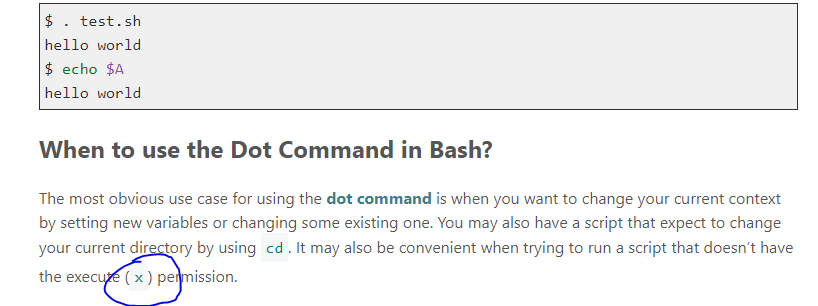 $ . test.sh
hello world
$ echo $A
hello world
When to use the Dot Command in Bash?
The most obvious use case for using the dot command is when you want to change your current context
by setting new variables or changing some existing one. You may also have a script that expect to change
your current directory by using cd . It may also be convenient when trying to run a script that doesn’t have
the execute ( x ) permission.